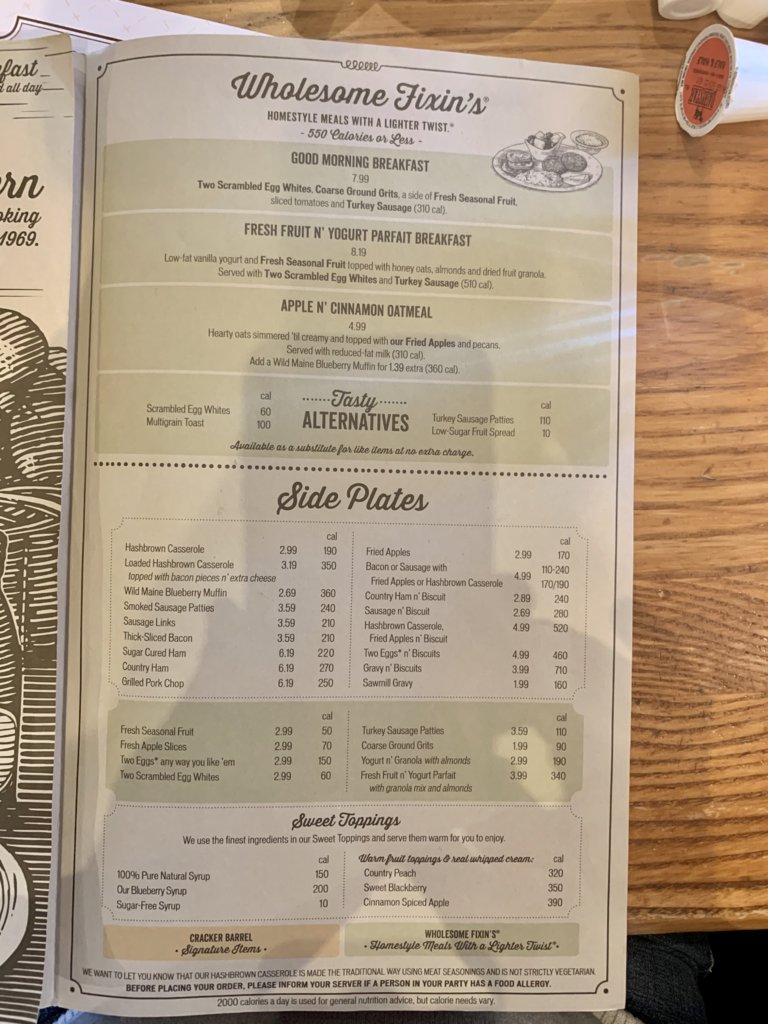 fast
d all day
rn
oking
1969.
Wholesome Fixin's®
HOMESTYLE MEALS WITH A LIGHTER TWIST.®
- 550 Calories or Less -
GOOD MORNING BREAKFAST
7.99
Two Scrambled Egg Whites, Coarse Ground Grits, a side of Fresh Seasonal Fruit,
sliced tomatoes and Turkey Sausage (310 cal).
FRESH FRUIT N' YOGURT PARFAIT BREAKFAST
8.19
Low-fat vanilla yogurt and Fresh Seasonal Fruit topped with honey oats, almonds and dried fruit granola.
Served with Two Scrambled Egg Whites and Turkey Sausage (510 cal).
APPLE N' CINNAMON OATMEAL
4.99
Hearty oats simmered 'til creamy and topped with our Fried Apples and pecans.
Served with reduced-fat milk (310 cal).
Add a Wild Maine Blueberry Muffin for 1.39 extra (360 cal).
Tasty
ALTERNATIVES
cal
Scrambled Egg Whites 60
Multigrain Toast 100
cal
Turkey Sausage Patties 110
Low-Sugar Fruit Spread 10
Available as a substitute for like items at no extra charge.
Side Plates
cal
Hashbrown Casserole 2.99 190
Loaded Hashbrown Casserole 3.19 350
topped with bacon pieces n' extra cheese
Wild Maine Blueberry Muffin 2.69 360
Smoked Sausage Patties 3.59 240
Sausage Links 3.59 210
Thick-Sliced Bacon 3.59 210
Sugar Cured Ham 6.19 220
Country Ham 6.19 270
Grilled Pork Chop 6.19 250
cal
Fried Apples 2.99 170
Bacon or Sausage with 110-240
Fried Apples or Hashbrown Casserole 4.99 170/190
Country Ham n' Biscuit 2.89 240
Sausage n' Biscuit 2.69 280
Hashbrown Casserole, 4.99 520
Fried Apples n' Biscuit
Two Eggs* n' Biscuits 4.99 460
Gravy n' Biscuits 3.99 710
Sawmill Gravy 1.99 160
cal
Fresh Seasonal Fruit 2.99 50
Fresh Apple Slices 2.99 70
Two Eggs* any way you like 'em 2.99 150
Two Scrambled Egg Whites 2.99 60
cal
Turkey Sausage Patties 3.59 110
Coarse Ground Grits 1.99 90
Yogurt n' Granola with almonds 2.99 190
Fresh Fruit n' Yogurt Parfait 3.99 340
with granola mix and almonds
Sweet Toppings
We use the finest ingredients in our Sweet Toppings and serve them warm for you to enjoy.
cal
100% Pure Natural Syrup 150
Our Blueberry Syrup 200
Sugar-Free Syrup 10
Warm fruit toppings & real whipped cream: cal
Country Peach 320
Sweet Blackberry 350
Cinnamon Spiced Apple 390
CRACKER BARREL
• Signature Items •
WHOLESOME FIXIN'S®
• Homestyle Meals With a Lighter Twist® •
WE WANT TO LET YOU KNOW THAT OUR HASHBROWN CASSEROLE IS MADE THE TRADITIONAL WAY USING MEAT SEASONINGS AND IS NOT STRICTLY VEGETARIAN.
BEFORE PLACING YOUR ORDER, PLEASE INFORM YOUR SERVER IF A PERSON IN YOUR PARTY HAS A FOOD ALLERGY.
2000 calories a day is used for general nutrition advice, but calorie needs vary.